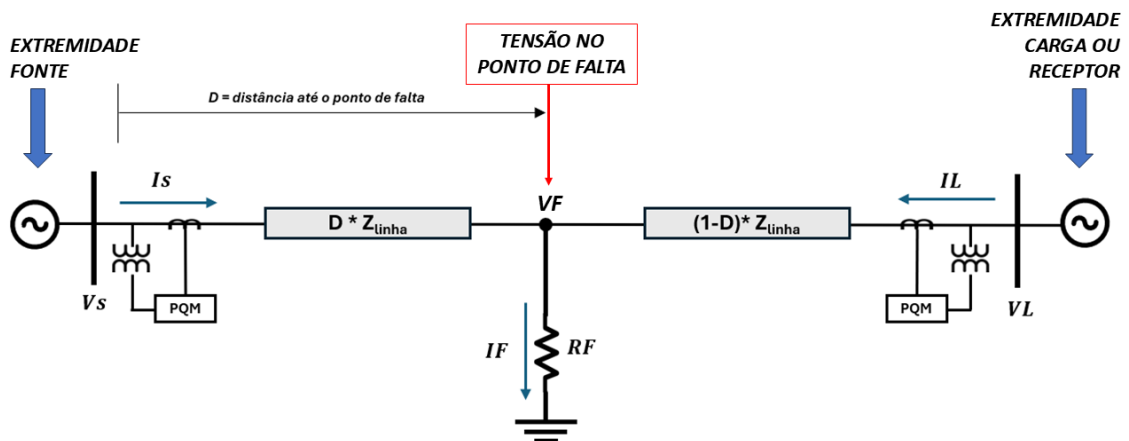 EXTREMIDADE
FONTE
TENSÃO NO
PONTO DE FALTA
EXTREMIDADE
CARGA OU
RECEPTOR
D = distância até o ponto de falta
Is
VF
IL
D * Zlinha
(1-D)* Zlinha
Vs
PQM
PQM
VL
IF
RF